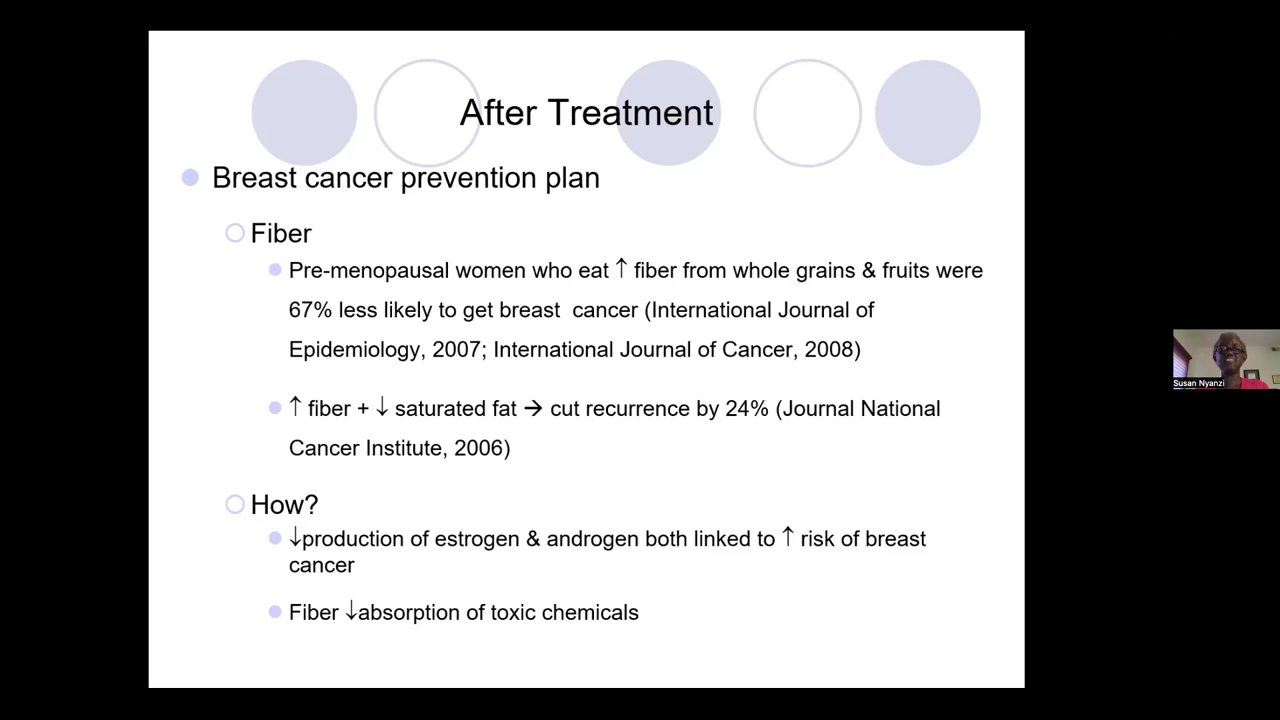 After Treatment
Breast cancer prevention plan
Fiber
Pre-menopausal women who eat ↑ fiber from whole grains & fruits were
67% less likely to get breast  cancer (International Journal of
Epidemiology, 2007; International Journal of Cancer, 2008)
↑ fiber + ↓ saturated fat → cut recurrence by 24% (Journal National
Cancer Institute, 2006)
How?
↓production of estrogen & androgen both linked to ↑ risk of breast
cancer
Fiber ↓absorption of toxic chemicals
Susan Nyanzi